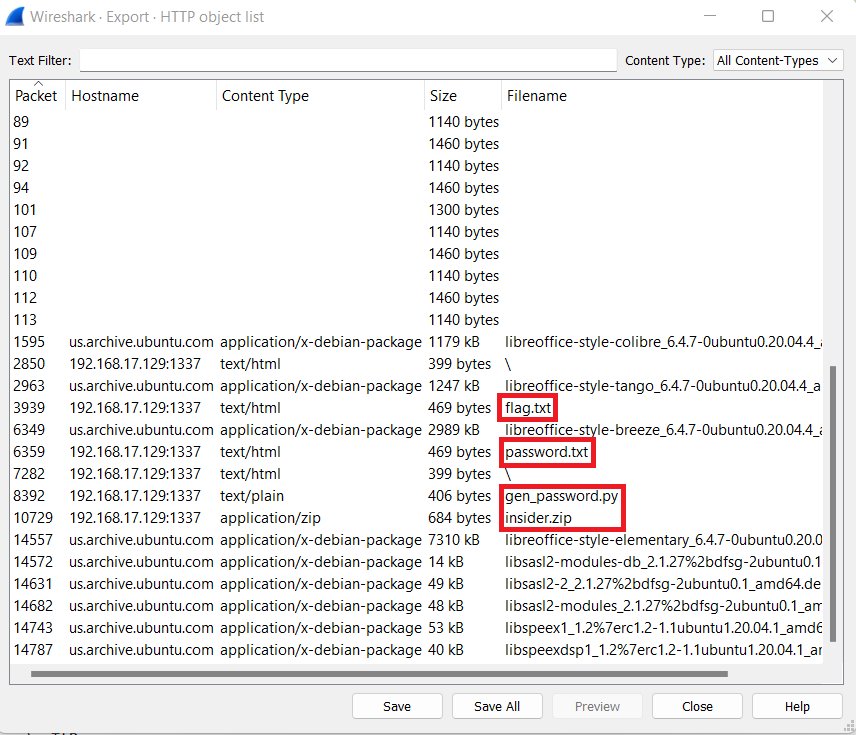 Wireshark · Export · HTTP object list
Text Filter: Content Type: All Content-Types
Packet Hostname Content Type Size Filename
89 1140 bytes
91 1460 bytes
92 1140 bytes
94 1460 bytes
101 1300 bytes
107 1140 bytes
109 1460 bytes
110 1140 bytes
112 1460 bytes
113 1140 bytes
1595 us.archive.ubuntu.com application/x-debian-package 1179 kB libreoffice-style-colibre_6.4.7-0ubuntu0.20.04.4_a
2850 192.168.17.129:1337 text/html 399 bytes \
2963 us.archive.ubuntu.com application/x-debian-package 1247 kB libreoffice-style-tango_6.4.7-0ubuntu0.20.04.4_a
3939 192.168.17.129:1337 text/html 469 bytes flag.txt
6349 us.archive.ubuntu.com application/x-debian-package 2989 kB libreoffice-style-breeze_6.4.7-0ubuntu0.20.04.4_a
6359 192.168.17.129:1337 text/html 469 bytes password.txt
7282 192.168.17.129:1337 text/html 399 bytes \
8392 192.168.17.129:1337 text/plain 406 bytes gen_password.py
10729 192.168.17.129:1337 application/zip 684 bytes insider.zip
14557 us.archive.ubuntu.com application/x-debian-package 7310 kB libreoffice-style-elementary_6.4.7-0ubuntu0.20.0
14572 us.archive.ubuntu.com application/x-debian-package 14 kB libsasl2-modules-db_2.1.27%2bdfsg-2ubuntu0.1
14631 us.archive.ubuntu.com application/x-debian-package 49 kB libsasl2-2_2.1.27%2bdfsg-2ubuntu0.1_amd64.de
14682 us.archive.ubuntu.com application/x-debian-package 48 kB libsasl2-modules_2.1.27%2bdfsg-2ubuntu0.1_am
14743 us.archive.ubuntu.com application/x-debian-package 53 kB libspeex1_1.2%7erc1.2-1.1ubuntu1.20.04.1_amd6
14787 us.archive.ubuntu.com application/x-debian-package 40 kB libspeexdsp1_1.2%7erc1.2-1.1ubuntu1.20.04.1_an
Save Save All Preview Close Help